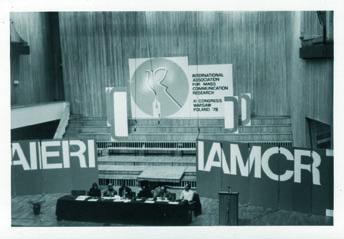 INTERNATIONAL
ASSOCIATION
FOR MASS
COMMUNICATION
RESEARCH
XI CONGRESS
WARSAW
POLAND '78
AIERI
IAMCR